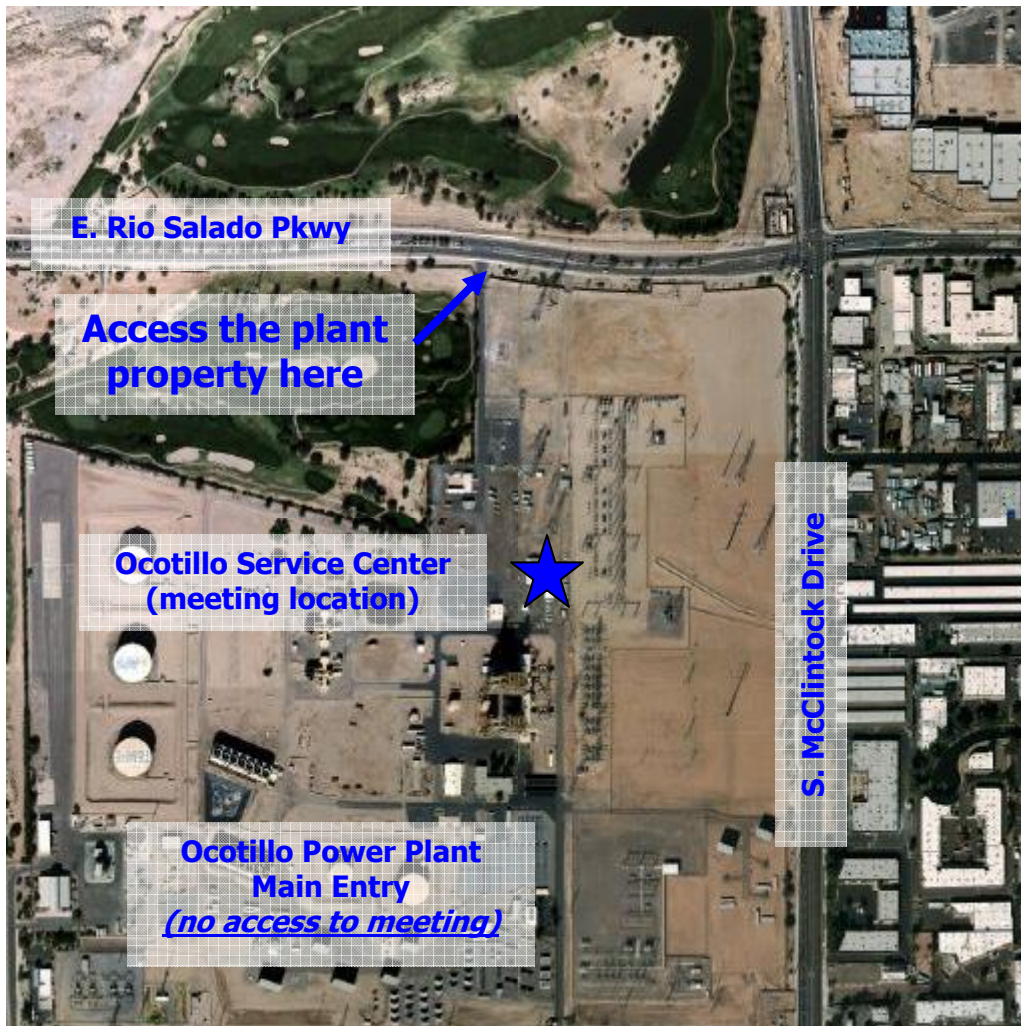 E. Rio Salado Pkwy
Access the plant
property here
Ocotillo Service Center
(meeting location)
S. McClintock Drive
Ocotillo Power Plant
Main Entry
(no access to meeting)